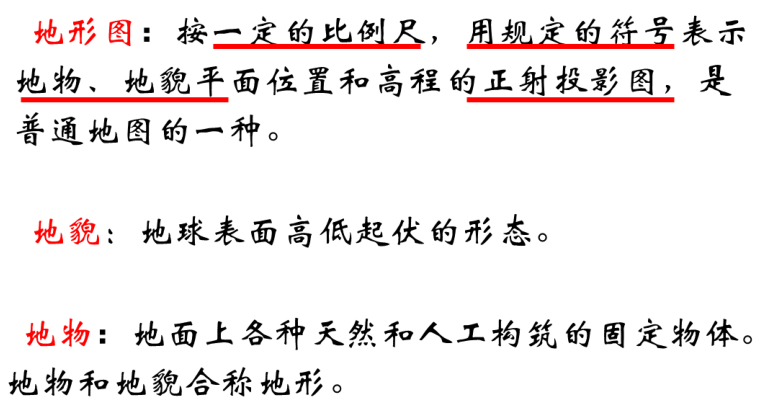 地形图：按一定的比例尺，用规定的符号表示
地物、地貌平面位置和高程的正射投影图，是
普通地图的一种。
地貌：地球表面高低起伏的形态。
地物：地面上各种天然和人工构筑的固定物体。
地物和地貌合称地形。